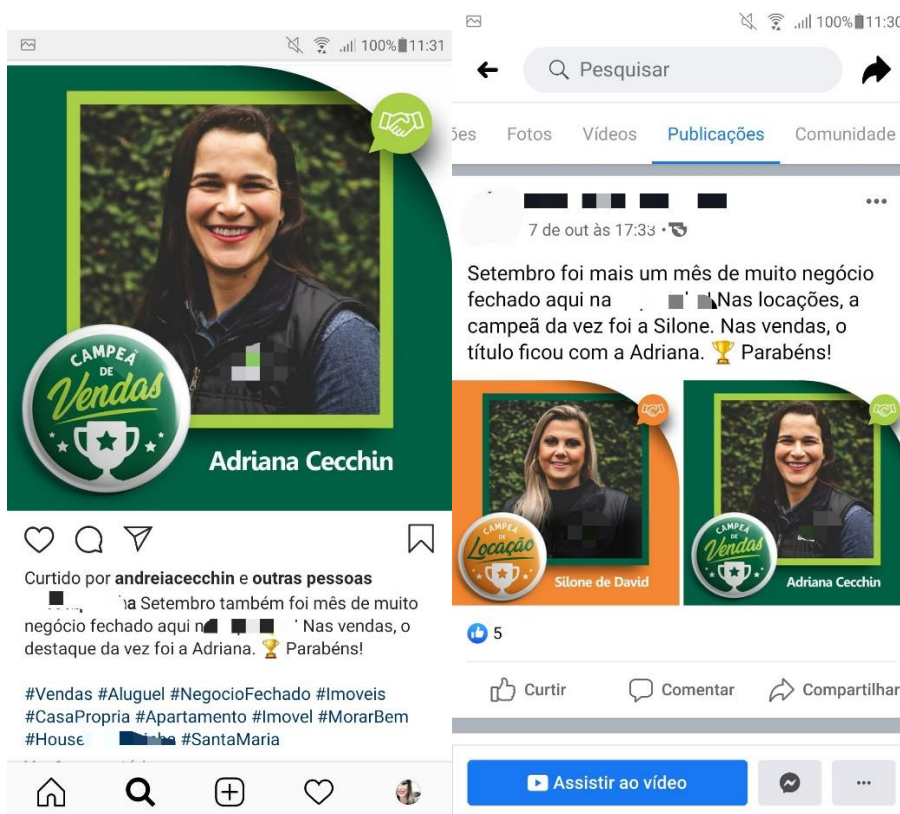 100% 11:31
CAMPEÃ
DE
Vendas
Adriana Cecchin
Curtido por andreiacecchin e outras pessoas
Setembro também foi mês de muito
negócio fechado aqui Nas vendas, o
destaque da vez foi a Adriana. 🏆 Parabéns!
#Vendas #Aluguel #NegocioFechado #Imoveis
#CasaPropria #Apartamento #Imovel #MorarBem
#House #SantaMaria
100% 11:30
Pesquisar
ões Fotos Vídeos Publicações Comunidade
7 de out às 17:33 •
Setembro foi mais um mês de muito negócio
fechado aqui na Nas locações, a
campeã da vez foi a Silone. Nas vendas, o
título ficou com a Adriana. 🏆 Parabéns!
CAMPEÃ
DE
Locação
Silone de David
CAMPEÃ
DE
Vendas
Adriana Cecchin
5
Curtir Comentar Compartilhar
Assistir ao vídeo